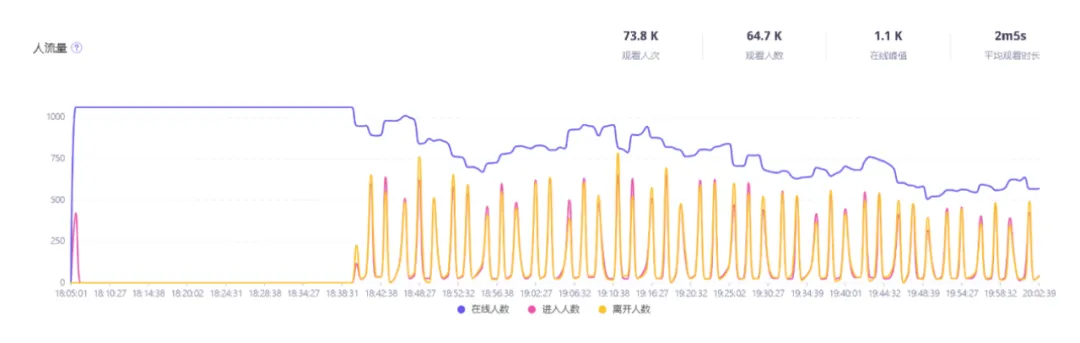 73.8 K 64.7 K 1.1 K 2m5s
人流量 ?
观看人次 观看人数 在线峰值 平均观看时长
1000
750
500
250
0
18:05:01 18:10:27 18:14:38 18:20:02 18:24:31 18:28:38 18:34:27 18:38:31 18:42:38 18:48:27 18:52:32 18:56:38 19:02:27 19:06:32 19:10:38 19:16:27 19:20:32 19:25:02 19:30:27 19:34:39 19:40:01 19:44:32 19:48:39 19:54:27 19:58:32 20:02:39
在线人数 进入人数 离开人数